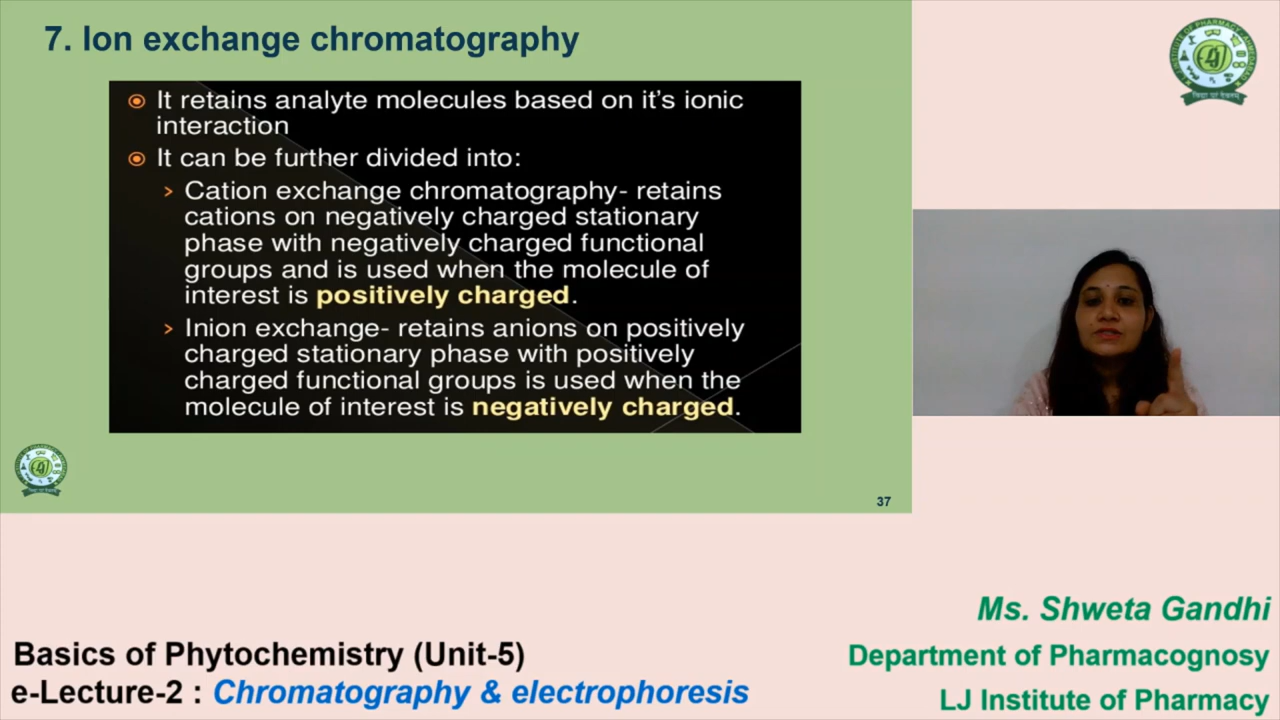 7. Ion exchange chromatography
It retains analyte molecules based on it's ionic
interaction
It can be further divided into:
Cation exchange chromatography- retains
cations on negatively charged stationary
phase with negatively charged functional
groups and is used when the molecule of
interest is positively charged.
Inion exchange- retains anions on positively
charged stationary phase with positively
charged functional groups is used when the
molecule of interest is negatively charged.
37
Ms. Shweta Gandhi
Basics of Phytochemistry (Unit-5)
Department of Pharmacognosy
e-Lecture-2 : Chromatography & electrophoresis
LJ Institute of Pharmacy